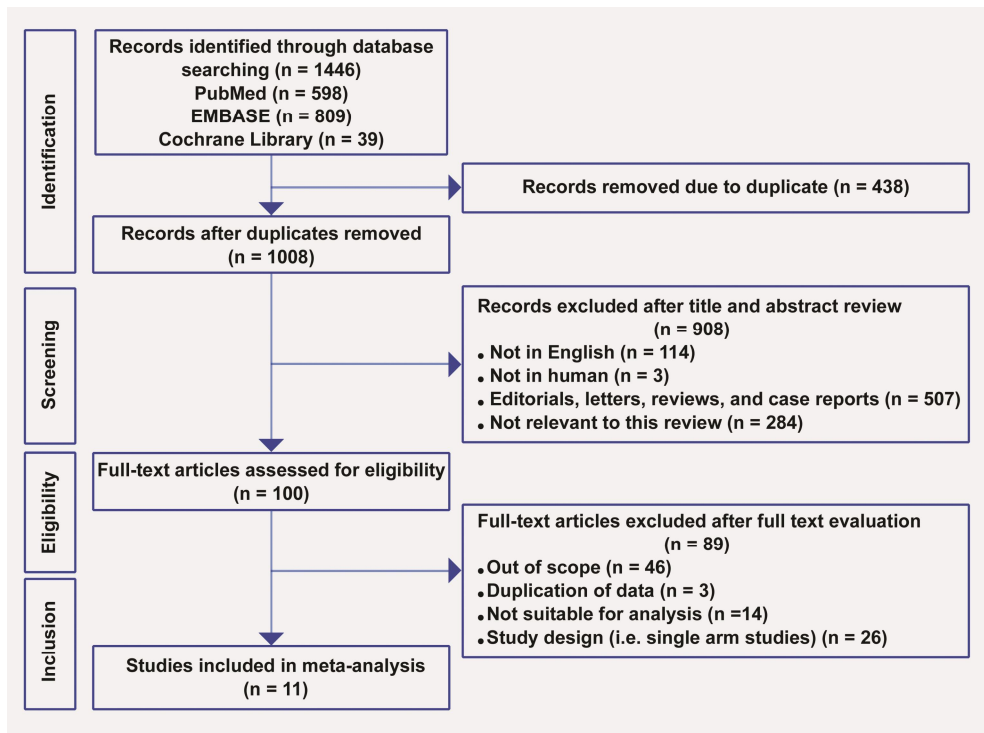 Identification
Records identified through database
searching (n = 1446)
PubMed (n = 598)
EMBASE (n = 809)
Cochrane Library (n = 39)
Records removed due to duplicate (n = 438)
Records after duplicates removed
(n = 1008)
Screening
Records excluded after title and abstract review
(n = 908)
• Not in English (n = 114)
• Not in human (n = 3)
• Editorials, letters, reviews, and case reports (n = 507)
• Not relevant to this review (n = 284)
Eligibility
Full-text articles assessed for eligibility
(n = 100)
Full-text articles excluded after full text evaluation
(n = 89)
• Out of scope (n = 46)
• Duplication of data (n = 3)
• Not suitable for analysis (n =14)
• Study design (i.e. single arm studies) (n = 26)
Inclusion
Studies included in meta-analysis
(n = 11)